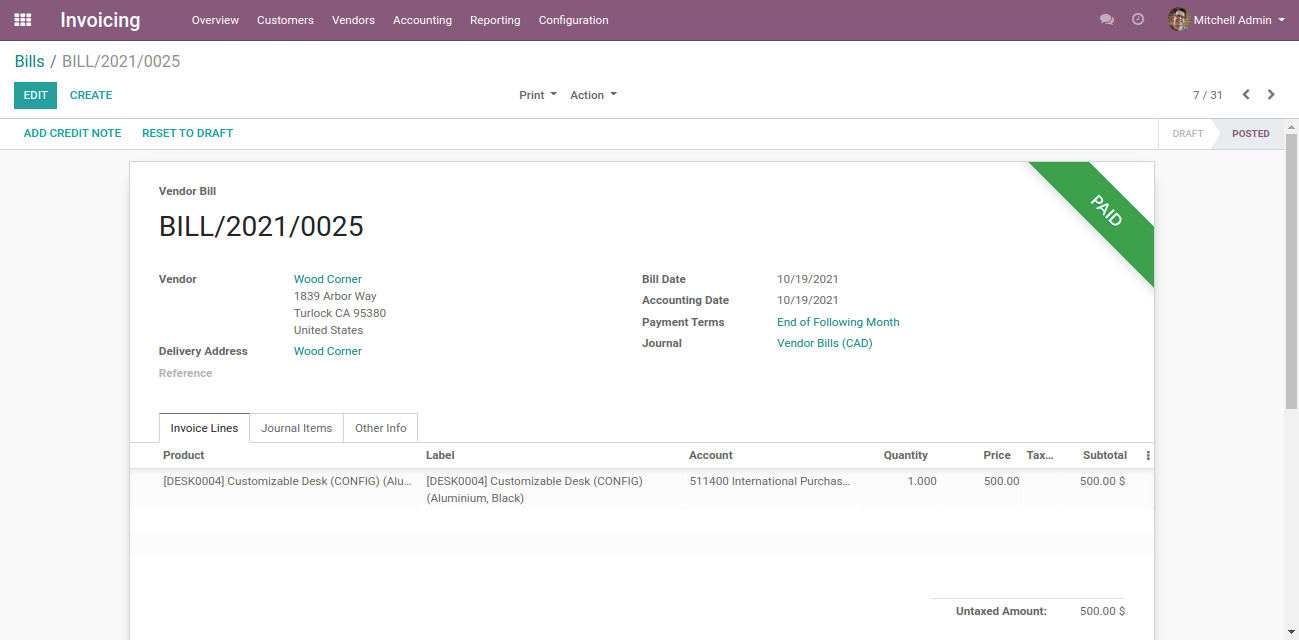 Invoicing Overview Customers Vendors Accounting Reporting Configuration Mitchell Admin
Bills / BILL/2021/0025
EDIT CREATE Print Action 7 / 31
ADD CREDIT NOTE RESET TO DRAFT DRAFT POSTED
PAID
Vendor Bill
BILL/2021/0025
Vendor Wood Corner Bill Date 10/19/2021
1839 Arbor Way Accounting Date 10/19/2021
Turlock CA 95380 Payment Terms End of Following Month
United States Journal Vendor Bills (CAD)
Delivery Address Wood Corner
Reference
Invoice Lines Journal Items Other Info
Product Label Account Quantity Price Tax... Subtotal
[DESK0004] Customizable Desk (CONFIG) (Alu... [DESK0004] Customizable Desk (CONFIG) 511400 International Purchas... 1.000 500.00 500.00 $
(Aluminium, Black)
Untaxed Amount: 500.00 $